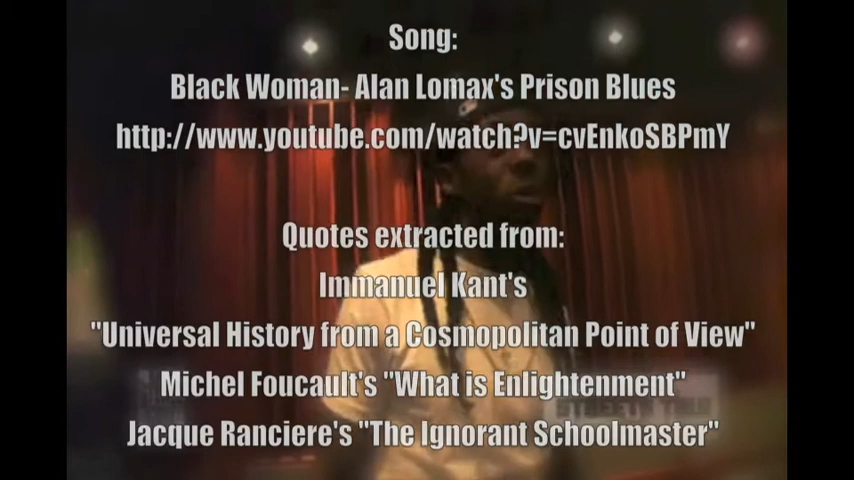 Song:
Black Woman- Alan Lomax's Prison Blues
http://www.youtube.com/watch?v=cvEnkoSBPmY
Quotes extracted from:
Immanuel Kant's
"Universal History from a Cosmopolitan Point of View"
Michel Foucault's "What is Enlightenment"
Jacque Ranciere's "The Ignorant Schoolmaster"